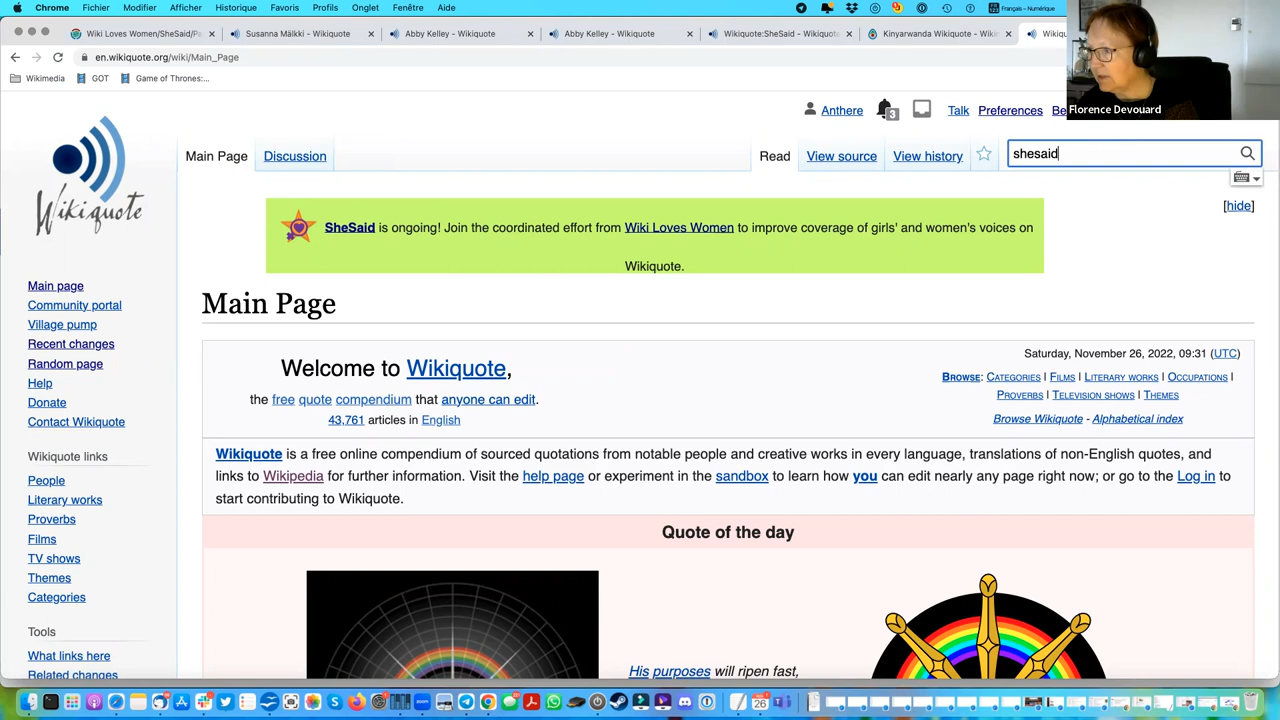 Chrome Fichier Modifier Afficher Historique Favoris Profils Onglet Fenêtre Aide Français – Numérique
Wiki Loves Women/SheSaid/Pa Susanna Mälkki - Wikiquote Abby Kelley - Wikiquote Abby Kelley - Wikiquote Wikiquote:SheSaid - Wikiquote Kinyarwanda Wikiquote - Wikin Wikiq
en.wikiquote.org/wiki/Main_Page
Wikimedia GOT Game of Thrones:...
Florence Devouard
Anthere 3 Talk Preferences Be
Main Page Discussion Read View source View history shesaid
[hide]
SheSaid is ongoing! Join the coordinated effort from Wiki Loves Women to improve coverage of girls' and women's voices on
Wikiquote.
Wikiquote
Main page
Community portal
Village pump
Recent changes
Random page
Help
Donate
Contact Wikiquote
Wikiquote links
People
Literary works
Proverbs
Films
TV shows
Themes
Categories
Tools
What links here
Related changes
Main Page
Welcome to Wikiquote,
the free quote compendium that anyone can edit.
43,761 articles in English
Saturday, November 26, 2022, 09:31 (UTC)
Browse: Categories | Films | Literary works | Occupations |
Proverbs | Television shows | Themes
Browse Wikiquote - Alphabetical index
Wikiquote is a free online compendium of sourced quotations from notable people and creative works in every language, translations of non-English quotes, and
links to Wikipedia for further information. Visit the help page or experiment in the sandbox to learn how you can edit nearly any page right now; or go to the Log in to
start contributing to Wikiquote.
Quote of the day
His purposes will ripen fast,
26